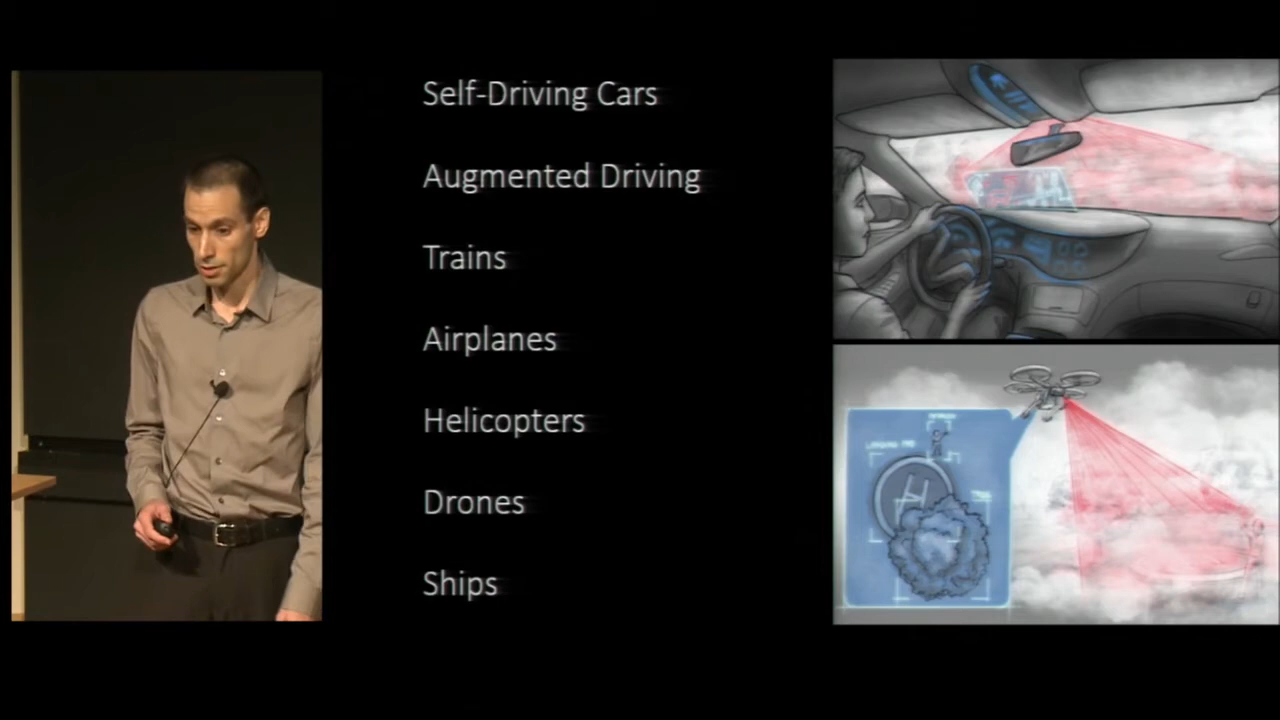 Self-Driving Cars
Augmented Driving
Trains
Airplanes
Helicopters
Drones
Ships